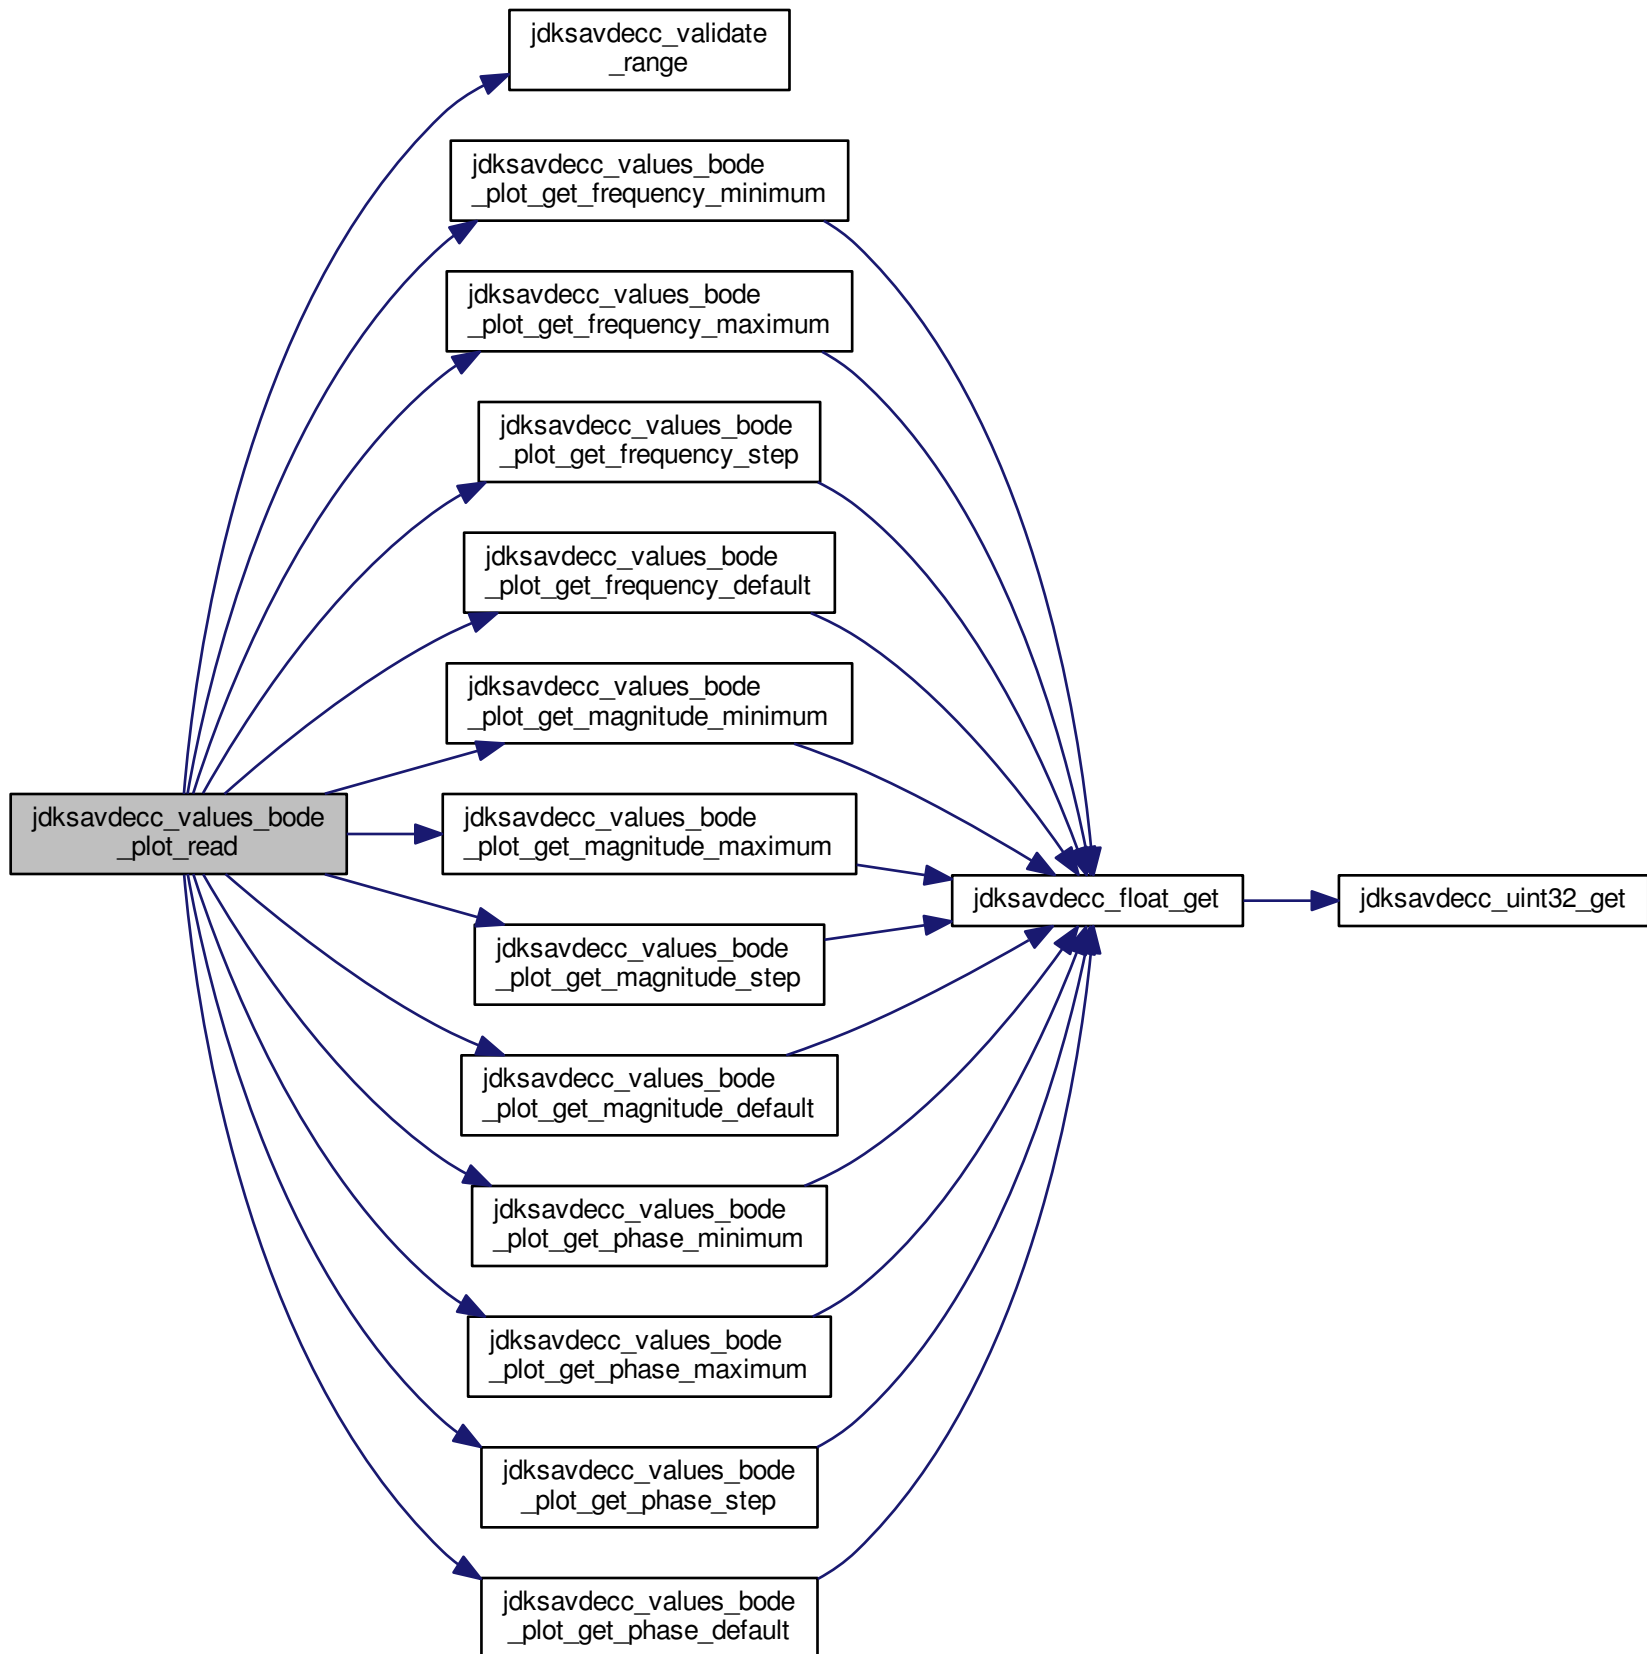 jdksavdecc_validate
_range
jdksavdecc_values_bode
_plot_get_frequency_minimum
jdksavdecc_values_bode
_plot_get_frequency_maximum
jdksavdecc_values_bode
_plot_get_frequency_step
jdksavdecc_values_bode
_plot_get_frequency_default
jdksavdecc_values_bode
_plot_get_magnitude_minimum
jdksavdecc_values_bode
_plot_read
jdksavdecc_values_bode
_plot_get_magnitude_maximum
jdksavdecc_float_get
jdksavdecc_uint32_get
jdksavdecc_values_bode
_plot_get_magnitude_step
jdksavdecc_values_bode
_plot_get_magnitude_default
jdksavdecc_values_bode
_plot_get_phase_minimum
jdksavdecc_values_bode
_plot_get_phase_maximum
jdksavdecc_values_bode
_plot_get_phase_step
jdksavdecc_values_bode
_plot_get_phase_default